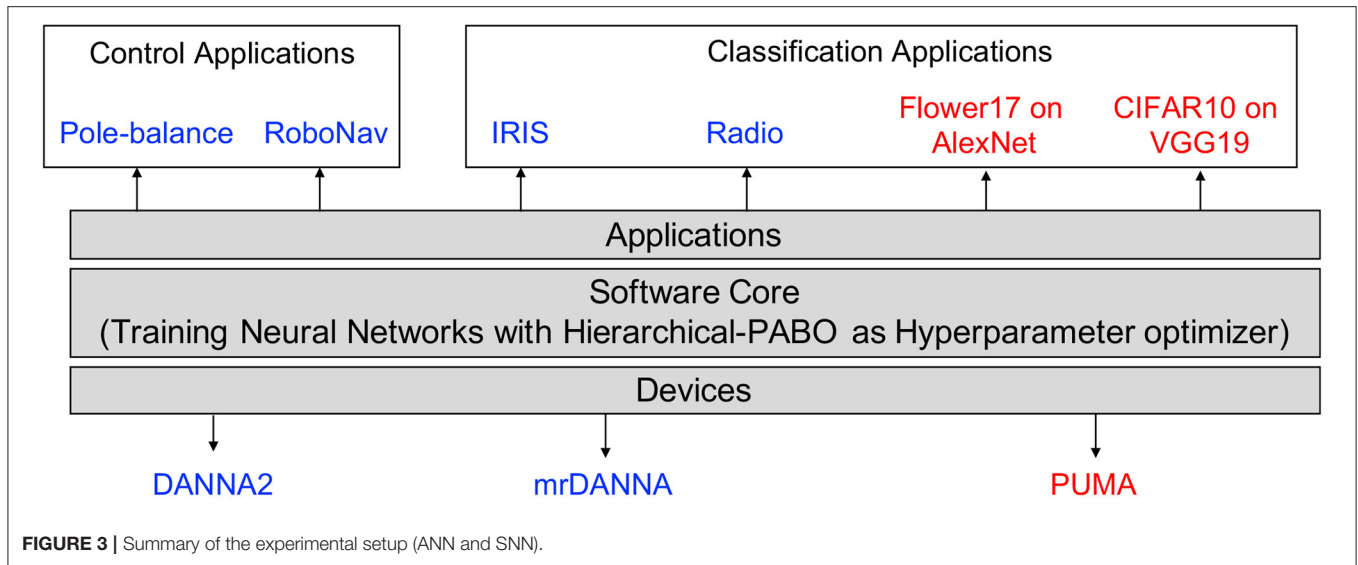 Control Applications
Pole-balance RoboNav
Classification Applications
IRIS Radio Flower17 on AlexNet CIFAR10 on VGG19
Applications
Software Core
(Training Neural Networks with Hierarchical-PABO as Hyperparameter optimizer)
Devices
DANNA2 mrDANNA PUMA
FIGURE 3 | Summary of the experimental setup (ANN and SNN).